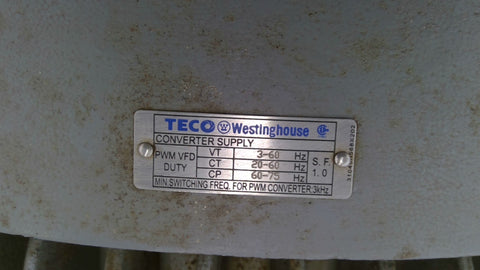 TECO Westinghouse
CONVERTER SUPPLY
PWM VFD DUTY
VT 3-60 Hz
CT 20-60 Hz
CP 60-75 Hz
S.F. 1.0
MIN.SWITCHING FREQ. FOR PWM CONVERTER:3kHz